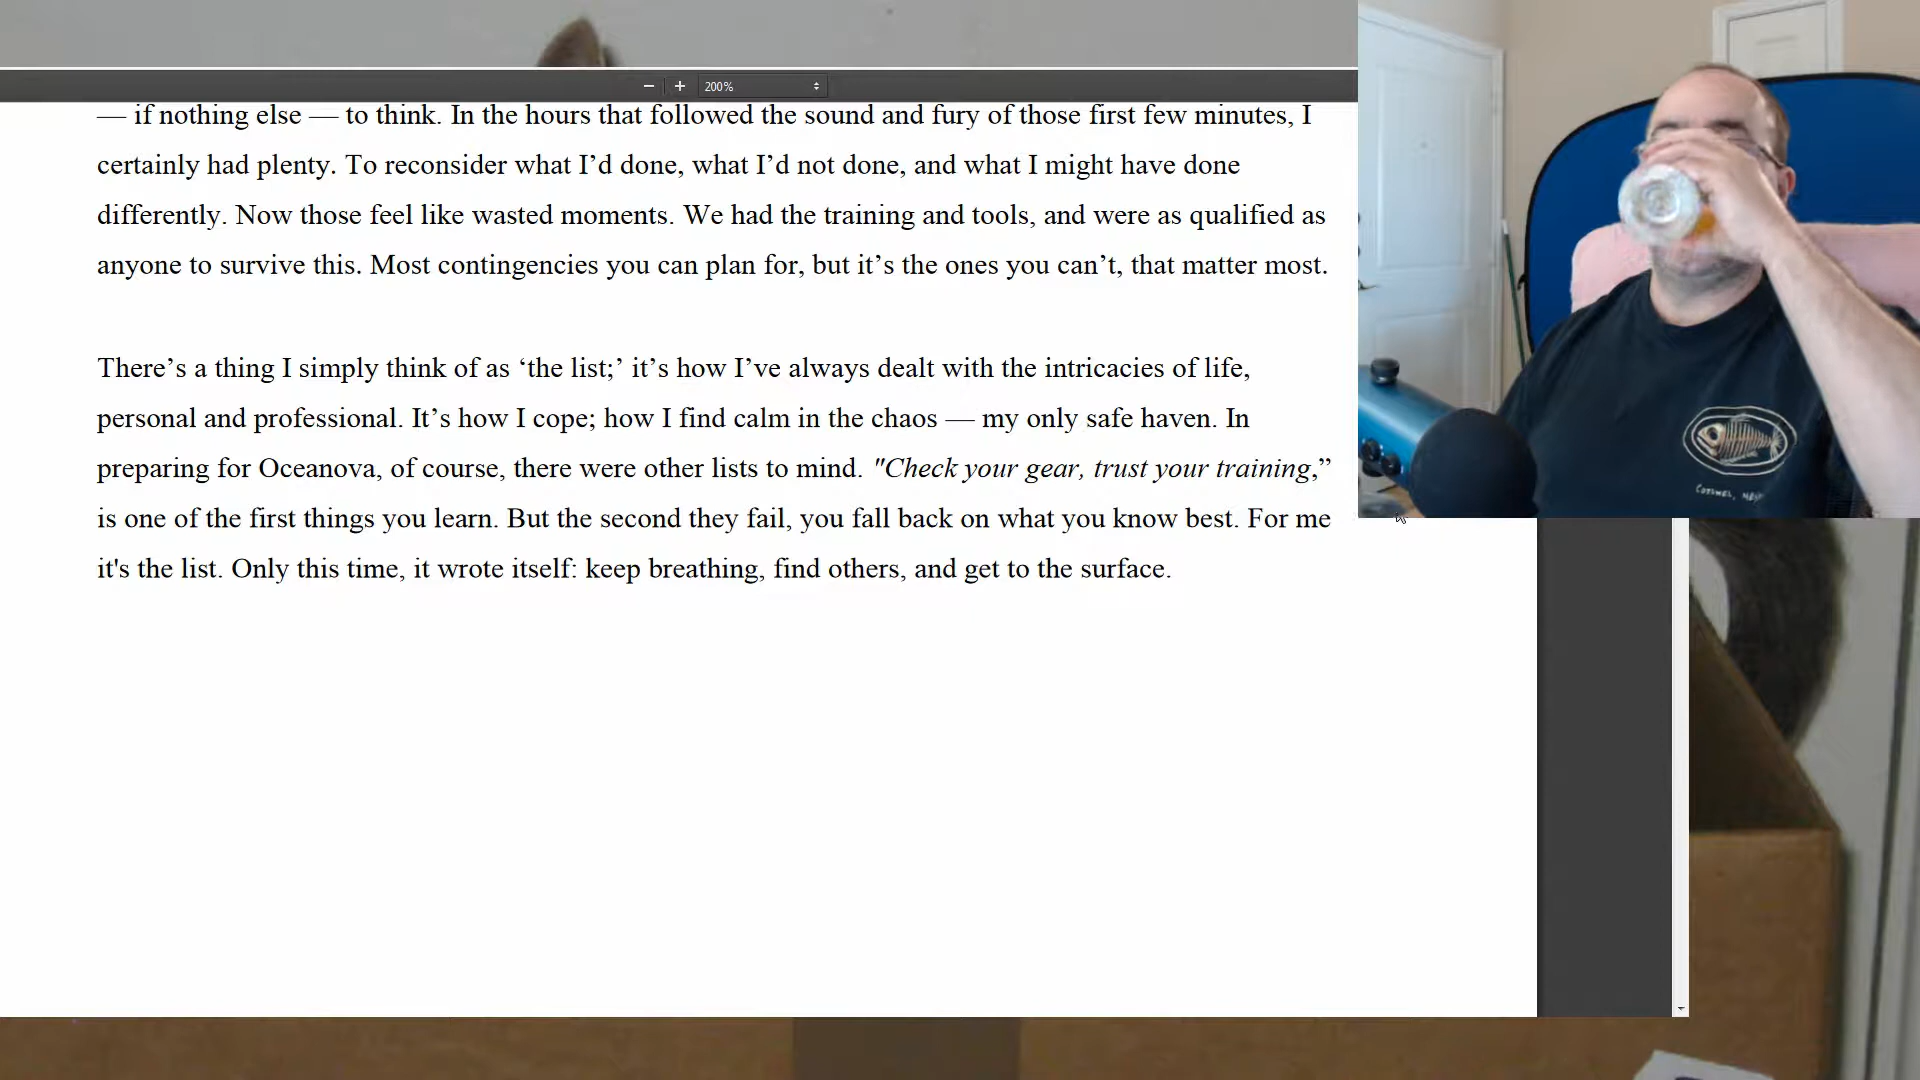 200%
— if nothing else — to think. In the hours that followed the sound and fury of those first few minutes, I
certainly had plenty. To reconsider what I’d done, what I’d not done, and what I might have done
differently. Now those feel like wasted moments. We had the training and tools, and were as qualified as
anyone to survive this. Most contingencies you can plan for, but it’s the ones you can’t, that matter most.
There’s a thing I simply think of as ‘the list;’ it’s how I’ve always dealt with the intricacies of life,
personal and professional. It’s how I cope; how I find calm in the chaos — my only safe haven. In
preparing for Oceanova, of course, there were other lists to mind. "Check your gear, trust your training,”
is one of the first things you learn. But the second they fail, you fall back on what you know best. For me
it's the list. Only this time, it wrote itself: keep breathing, find others, and get to the surface.